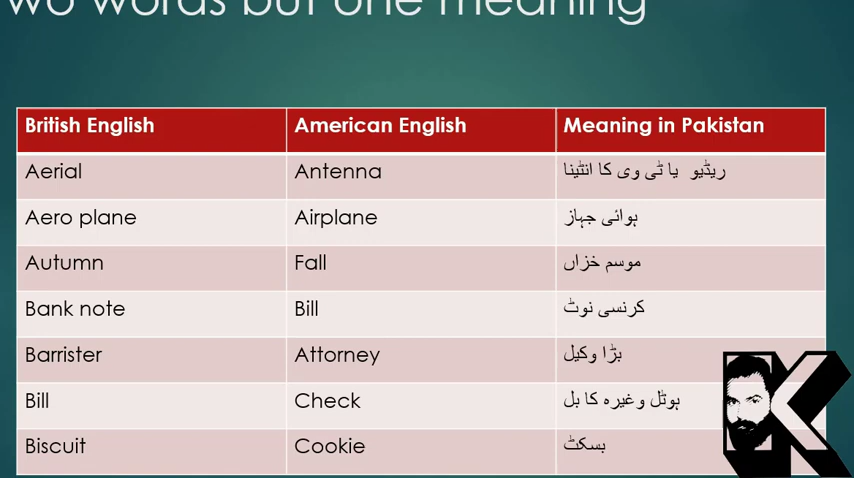 wo words but one meaning
British English American English Meaning in Pakistan
Aerial Antenna ریڈیو یا ٹی وی کا انٹینا
Aero plane Airplane ہوائی جہاز
Autumn Fall موسم خزاں
Bank note Bill کرنسی نوٹ
Barrister Attorney بڑا وکیل
Bill Check ہوٹل وغیرہ کا بل
Biscuit Cookie بسکٹ
K